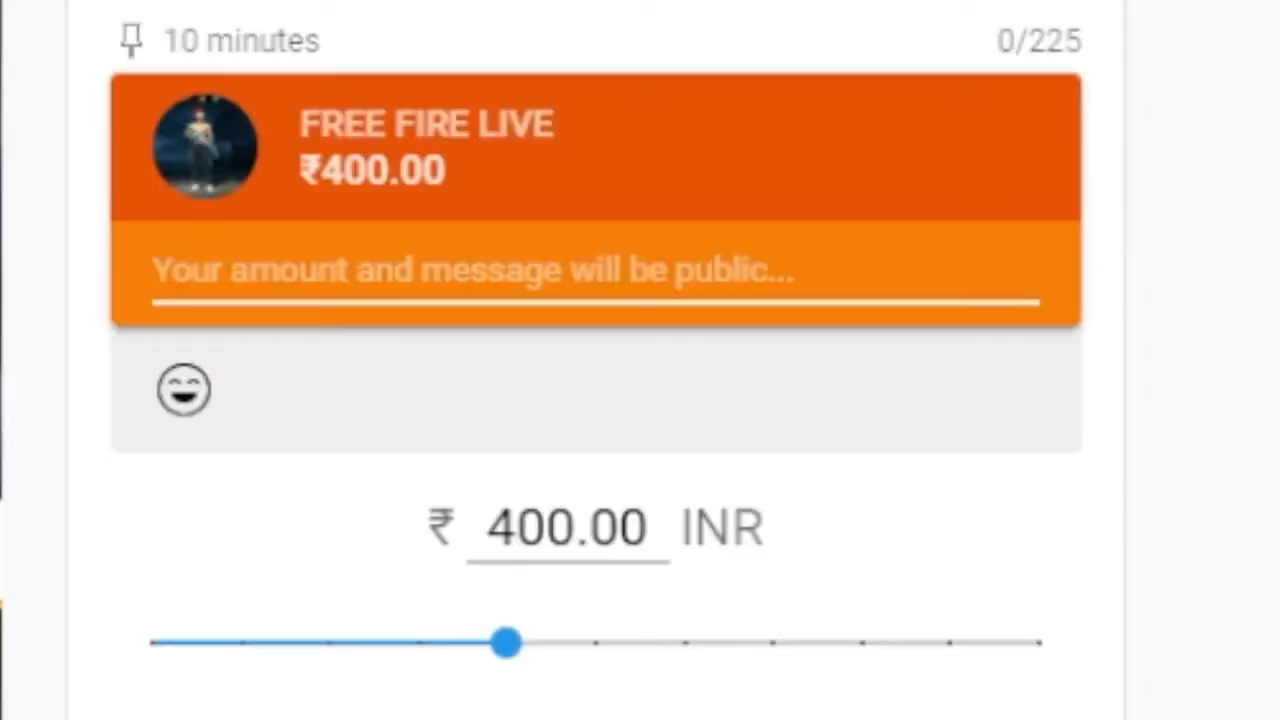 10 minutes 0/225
FREE FIRE LIVE
₹400.00
Your amount and message will be public...
₹ 400.00 INR